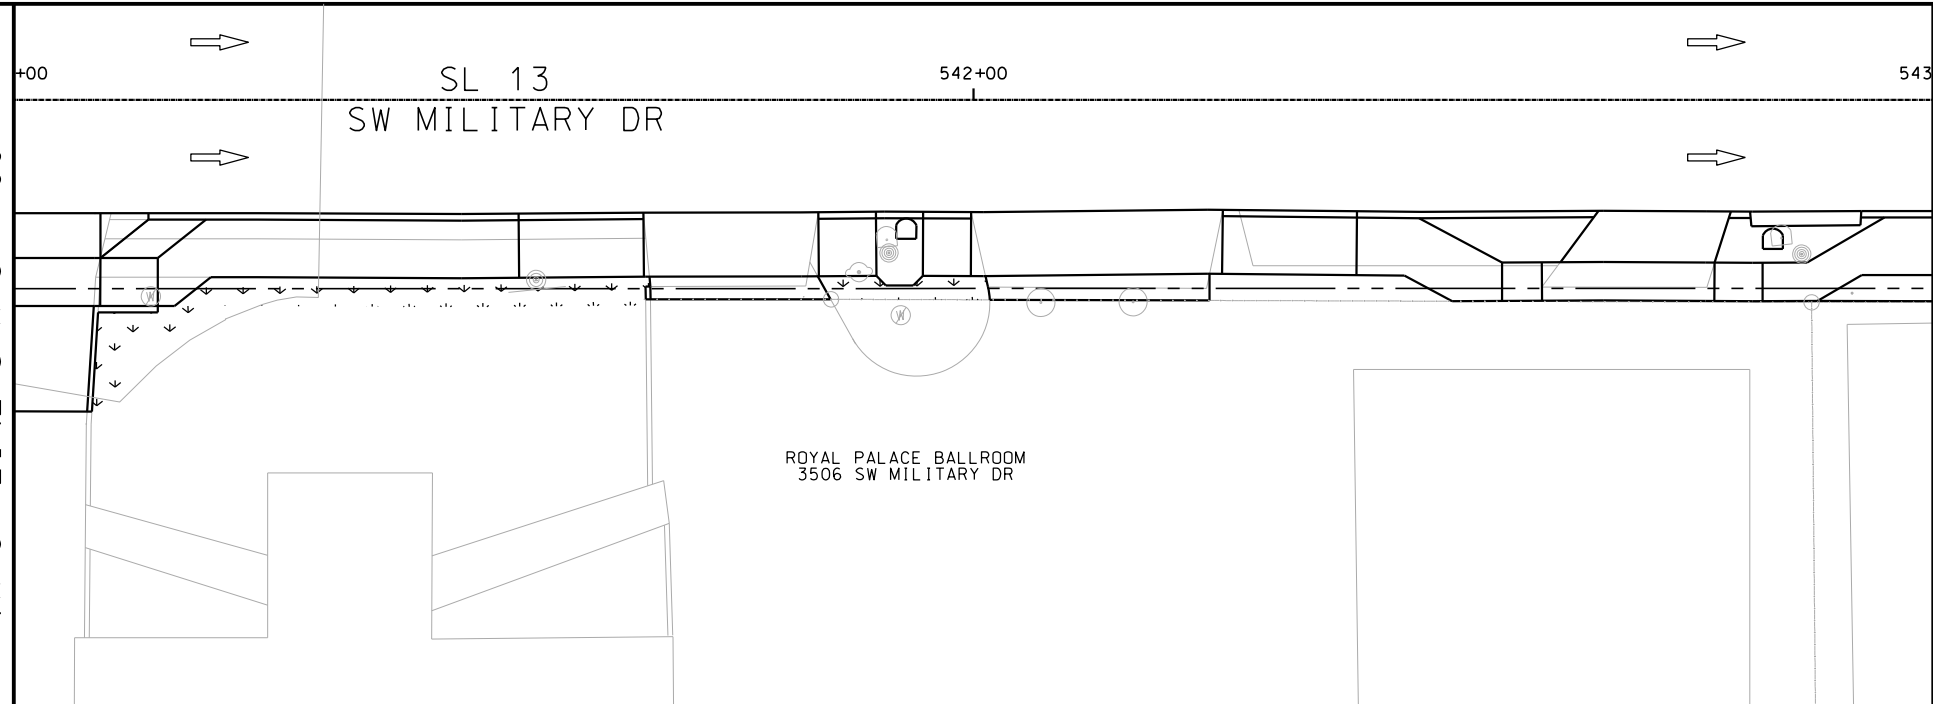 +00
542+00
543
SL 13
SW MILITARY DR
W
W
ROYAL PALACE BALLROOM
3506 SW MILITARY DR